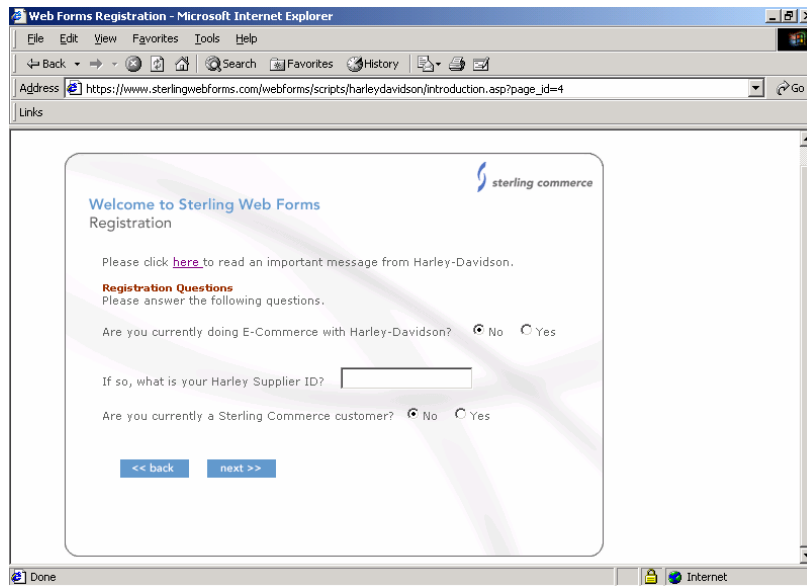 Web Forms Registration - Microsoft Internet Explorer
File Edit View Favorites Tools Help
Back Search Favorites History
Address https://www.sterlingwebforms.com/webforms/scripts/harleydavidson/introduction.asp?page_id=4 Go
Links
sterling commerce
Welcome to Sterling Web Forms
Registration
Please click here to read an important message from Harley-Davidson.
Registration Questions
Please answer the following questions.
Are you currently doing E-Commerce with Harley-Davidson? No Yes
If so, what is your Harley Supplier ID?
Are you currently a Sterling Commerce customer? No Yes
<< back next >>
Done Internet